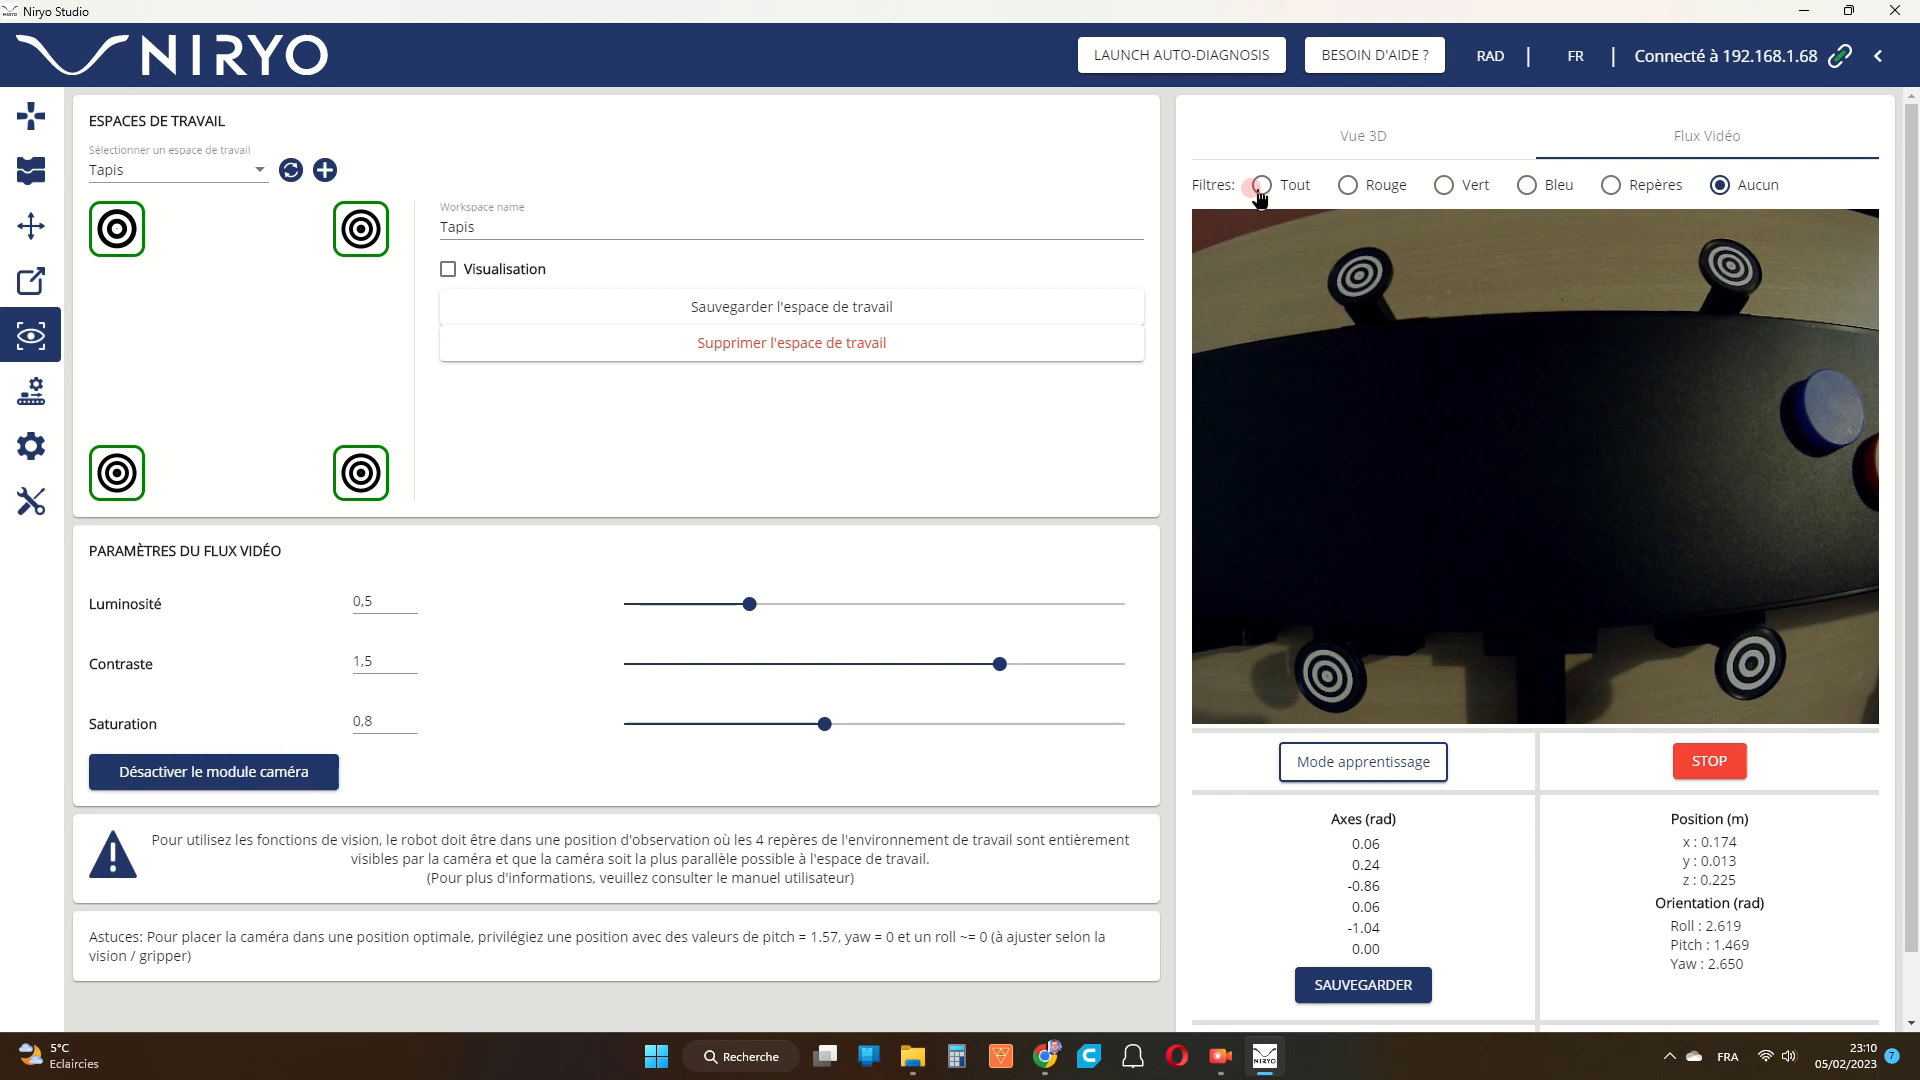 Niryo Studio
NIRYO
LAUNCH AUTO-DIAGNOSIS
BESOIN D'AIDE ?
RAD
FR
Connecté à 192.168.1.68
ESPACES DE TRAVAIL
Sélectionner un espace de travail
Tapis
Workspace name
Tapis
Visualisation
Sauvegarder l'espace de travail
Supprimer l'espace de travail
PARAMÈTRES DU FLUX VIDÉO
Luminosité
0,5
Contraste
1,5
Saturation
0,8
Désactiver le module caméra
Pour utilisez les fonctions de vision, le robot doit être dans une position d'observation où les 4 repères de l'environnement de travail sont entièrement
visibles par la caméra et que la caméra soit la plus parallèle possible à l'espace de travail.
(Pour plus d'informations, veuillez consulter le manuel utilisateur)
Astuces: Pour placer la caméra dans une position optimale, privilégiez une position avec des valeurs de pitch = 1.57, yaw = 0 et un roll ~= 0 (à ajuster selon la
vision / gripper)
Vue 3D
Flux Vidéo
Filtres:
Tout
Rouge
Vert
Bleu
Repères
Aucun
Mode apprentissage
STOP
Axes (rad)
0.06
0.24
-0.86
0.06
-1.04
0.00
SAUVEGARDER
Position (m)
x : 0.174
y : 0.013
z : 0.225
Orientation (rad)
Roll : 2.619
Pitch : 1.469
Yaw : 2.650
5°C
Eclaircies
Recherche
NIRYO
FRA
23:10
05/02/2023
7